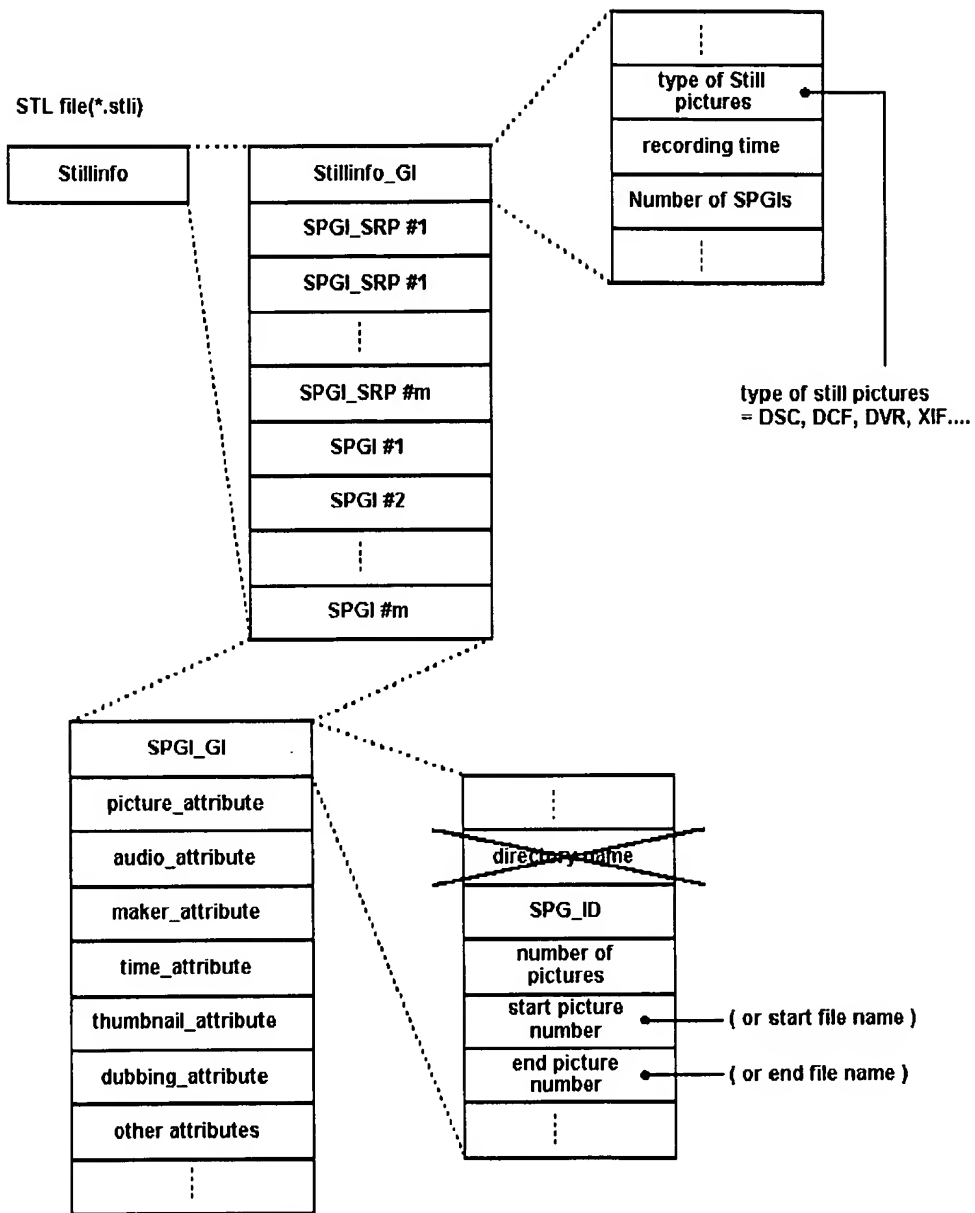 STL file(*.stli)
Stillinfo
Stillinfo_GI
SPGI_SRP #1
SPGI_SRP #1
SPGI_SRP #m
SPGI #1
SPGI #2
SPGI #m
type of Still
pictures
recording time
Number of SPGIs
type of still pictures
= DSC, DCF, DVR, XIF....
SPGI_GI
picture_attribute
audio_attribute
maker_attribute
time_attribute
thumbnail_attribute
dubbing_attribute
other attributes
directory name
SPG_ID
number of
pictures
start picture
number
( or start file name )
end picture
number
( or end file name )